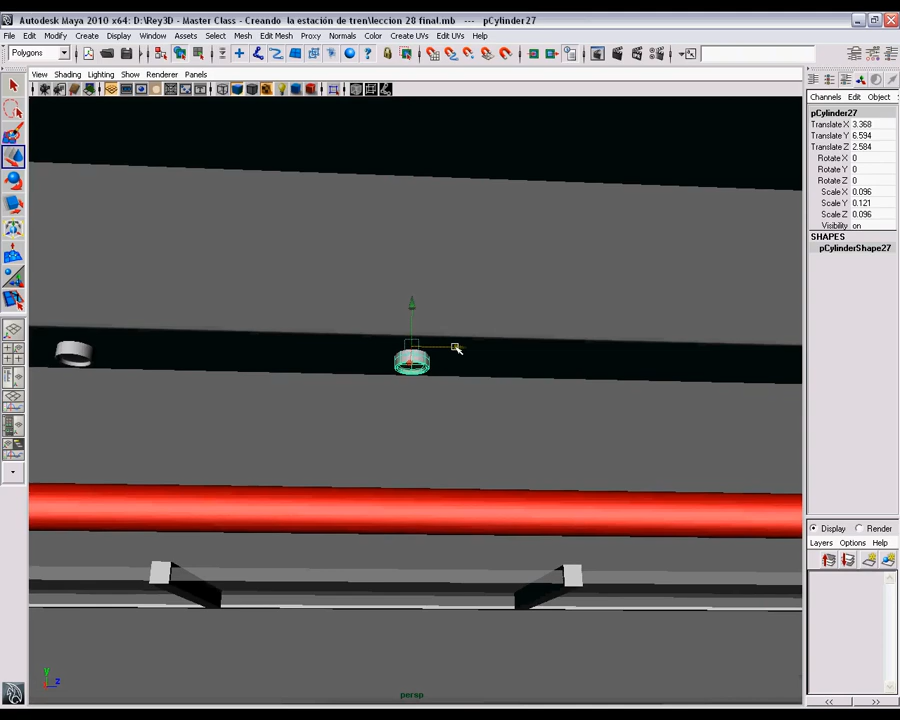 Autodesk Maya 2010 x64: D:\Rey3D - Master Class - Creando la estación de tren\leccion 28 final.mb --- pCylinder27
File Edit Modify Create Display Window Assets Select Mesh Edit Mesh Proxy Normals Color Create UVs Edit UVs Help
Polygons
View Shading Lighting Show Renderer Panels
Channels Edit Object
pCylinder27
Translate X 3.368
Translate Y 6.594
Translate Z 2.584
Rotate X 0
Rotate Y 0
Rotate Z 0
Scale X 0.096
Scale Y 0.121
Scale Z 0.096
Visibility on
SHAPES
pCylinderShape27
Display Render
Layers Options Help
y
z
persp
<< >>